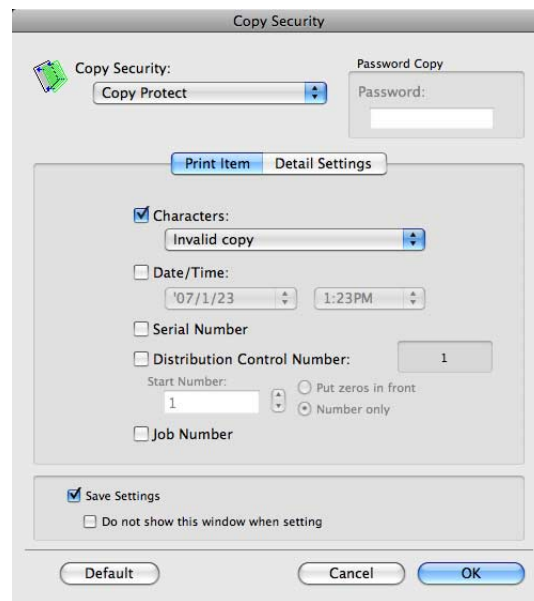 Copy Security
Copy Security:
Copy Protect
Password Copy
Password:
Print Item
Detail Settings
Characters:
Invalid copy
Date/Time:
'07/1/23
1:23PM
Serial Number
Distribution Control Number:
1
Start Number:
1
Put zeros in front
Number only
Job Number
Save Settings
Do not show this window when setting
Default
Cancel
OK